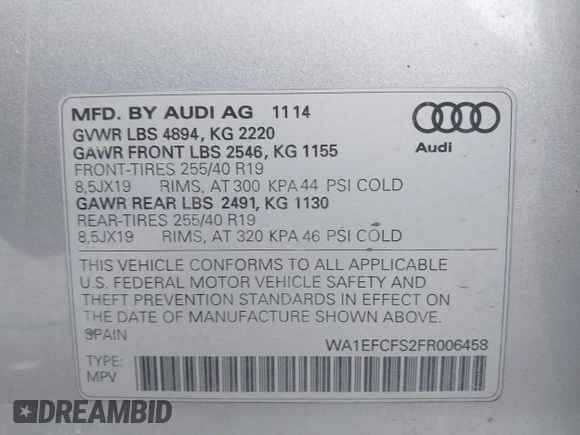 MFD. BY AUDI AG 11 14
GVWR LBS 4894, KG 2220
GAWR FRONT LBS 2546, KG 1155
FRONT-TIRES 255/40 R19
8,5JX19 RIMS, AT 300 KPA 44 PSI COLD
GAWR REAR LBS 2491, KG 1130
REAR-TIRES 255/40 R19
8,5JX19 RIMS, AT 320 KPA 46 PSI COLD
Audi
THIS VEHICLE CONFORMS TO ALL APPLICABLE
U.S. FEDERAL MOTOR VEHICLE SAFETY AND
THEFT PREVENTION STANDARDS IN EFFECT ON
THE DATE OF MANUFACTURE SHOWN ABOVE.
SPAIN WA1EFCFS2FR006458
TYPE:
MPV
DREAMBID